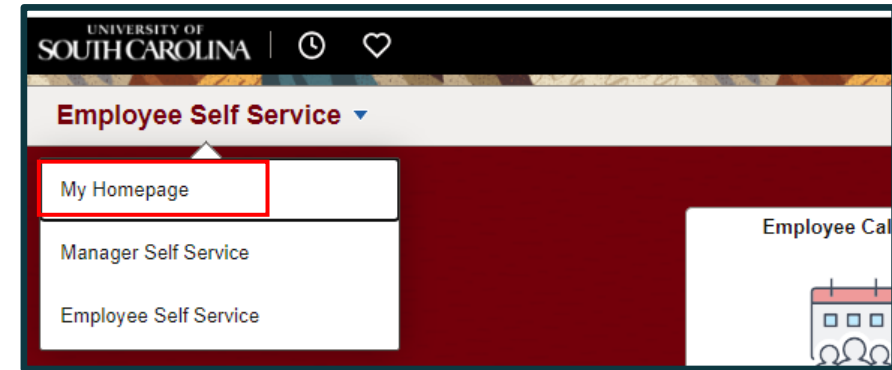 UNIVERSITY OF
SOUTH CAROLINA
Employee Self Service
My Homepage
Manager Self Service
Employee Self Service
Employee Cal